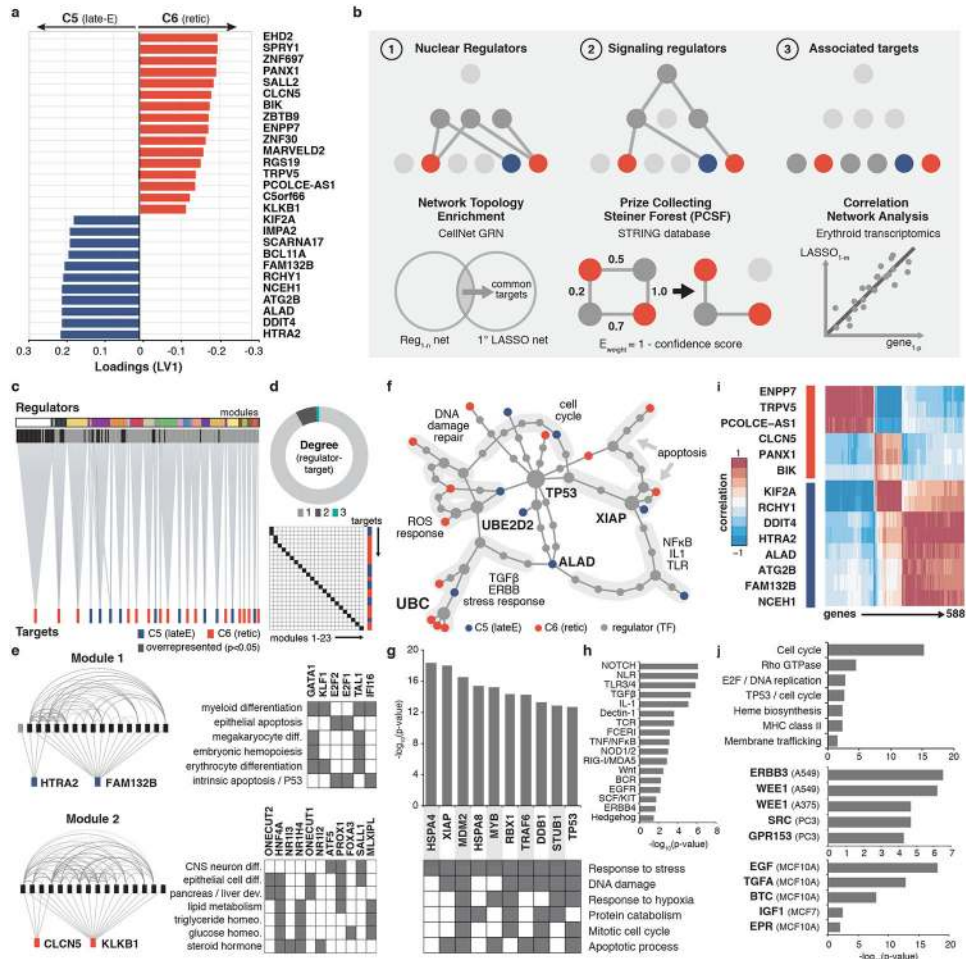 a
C5 (late-E)
C6 (retic)
EHD2
SPRY1
ZNF697
PANX1
SALL2
CLCN5
BIK
ZBTB9
ENPP7
ZNF30
MARVELD2
RGS19
TRPV5
PCOLCE-AS1
C5orf66
KLKB1
KIF2A
IMPA2
SCARNA17
BCL11A
FAM132B
RCHY1
NCEH1
ATG2B
ALAD
DDIT4
HTRA2
0.3 0.2 0.1 0 -0.1 -0.2 -0.3
Loadings (LV1)
b
1 Nuclear Regulators
Network Topology
Enrichment
CellNet GRN
common
targets
Reg1-n net
1° LASSO net
2 Signaling regulators
Prize Collecting
Steiner Forest (PCSF)
STRING database
0.5
0.2
1.0
0.7
Eweight = 1 - confidence score
3 Associated targets
Correlation
Network Analysis
Erythroid transcriptomics
LASSO1-m
gene1-p
c
Regulators
modules
Targets
C5 (lateE)
C6 (retic)
overrepresented (p<0.05)
d
Degree
(regulator-
target)
1 2 3
targets
modules 1-23
e
Module 1
HTRA2
FAM132B
GATA1
KLF1
E2F2
E2F1
TAL1
IFI16
myeloid differentiation
epithelial apoptosis
megakaryocyte diff.
embryonic hemopoiesis
erythrocyte differentiation
intrinsic apoptosis / P53
Module 2
CLCN5
KLKB1
ONECUT2
HNF4A
NR1I3
NR1H4
ONECUT1
NR1I2
ATF5
PROX1
FOXA3
SALL1
MLXIPL
CNS neuron diff.
epithelial cell diff.
pancreas / liver dev.
lipid metabolism
triglyceride homeo.
glucose homeo.
steroid hormone
f
DNA
damage
repair
cell
cycle
apoptosis
TP53
UBE2D2
XIAP
ROS
response
ALAD
NFκB
IL1
TLR
TGFβ
ERBB
stress response
UBC
C5 (lateE)
C6 (retic)
regulator (TF)
g
-log10(p-value)
20
15
10
5
0
HSPA4
XIAP
MDM2
HSPA8
MYB
RBX1
TRAF6
DDB1
STUB1
TP53
Response to stress
DNA damage
Response to hypoxia
Protein catabolism
Mitotic cell cycle
Apoptotic process
h
NOTCH
NLR
TLR3/4
TGFβ
IL-1
Dectin-1
TCR
FCERI
TNF/NFκB
NOD1/2
RIG-I/MDA5
Wnt
BCR
EGFR
SCF/KIT
ERBB4
Hedgehog
0 2 4 6 8
-log10(p-value)
i
ENPP7
TRPV5
PCOLCE-AS1
CLCN5
PANX1
BIK
KIF2A
RCHY1
DDIT4
HTRA2
ALAD
ATG2B
FAM132B
NCEH1
1
correlation
-1
genes
588
j
Cell cycle
Rho GTPase
E2F / DNA replication
TP53 / cell cycle
Heme biosynthesis
MHC class II
Membrane trafficking
0 5 10 15 20
ERBB3 (A549)
WEE1 (A549)
WEE1 (A375)
SRC (PC3)
GPR153 (PC3)
0 1 2 3 4 5 6 7
EGF (MCF10A)
TGFA (MCF10A)
BTC (MCF10A)
IGF1 (MCF7)
EPR (MCF10A)
0 5 10 15 20
-log10(p-value)